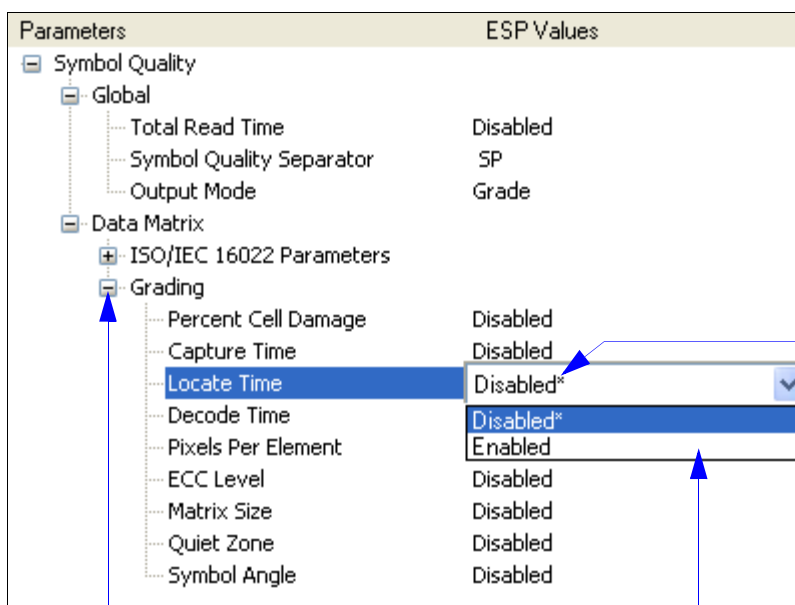 Parameters ESP Values
Symbol Quality
Global
Total Read Time Disabled
Symbol Quality Separator SP
Output Mode Grade
Data Matrix
ISO/IEC 16022 Parameters
Grading
Percent Cell Damage Disabled
Capture Time Disabled
Locate Time Disabled*
Decode Time Disabled*
Pixels Per Element Enabled
ECC Level Disabled
Matrix Size Disabled
Quiet Zone Disabled
Symbol Angle Disabled